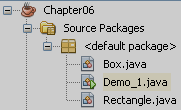 Chapter06
Source Packages
<default package>
Box.java
Demo_1.java
Rectangle.java